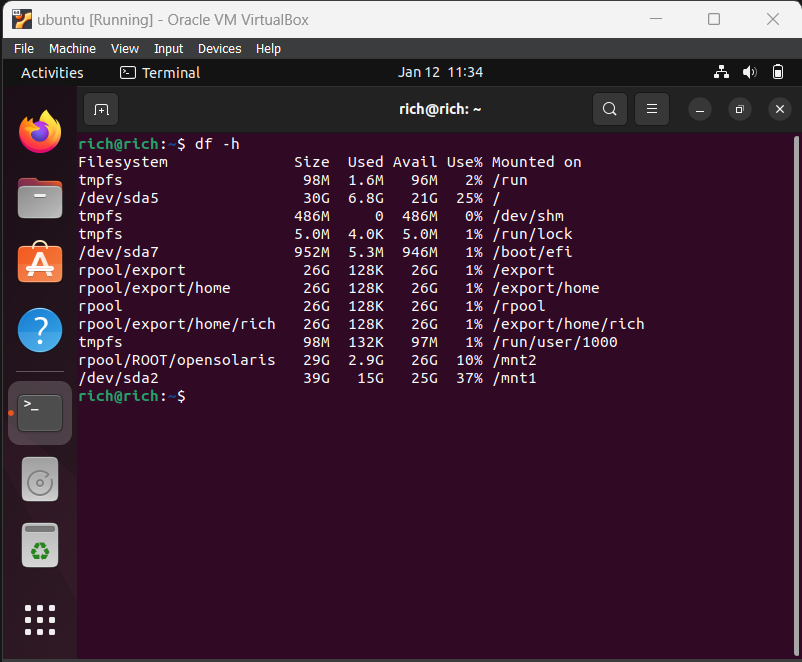 ubuntu [Running] - Oracle VM VirtualBox
File Machine View Input Devices Help
Activities Terminal Jan 12 11:34
rich@rich: ~
rich@rich:~$ df -h
Filesystem Size Used Avail Use% Mounted on
tmpfs 98M 1.6M 96M 2% /run
/dev/sda5 30G 6.8G 21G 25% /
tmpfs 486M 0 486M 0% /dev/shm
tmpfs 5.0M 4.0K 5.0M 1% /run/lock
/dev/sda7 952M 5.3M 946M 1% /boot/efi
rpool/export 26G 128K 26G 1% /export
rpool/export/home 26G 128K 26G 1% /export/home
rpool 26G 128K 26G 1% /rpool
rpool/export/home/rich 26G 128K 26G 1% /export/home/rich
tmpfs 98M 132K 97M 1% /run/user/1000
rpool/ROOT/opensolaris 29G 2.9G 26G 10% /mnt2
/dev/sda2 39G 15G 25G 37% /mnt1
rich@rich:~$